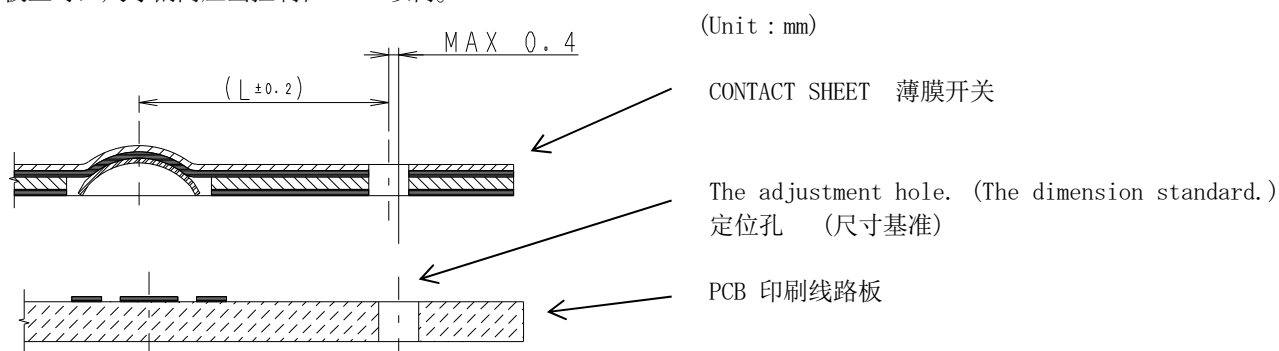 (Unit：mm)
MAX 0.4
(L±0.2)
CONTACT SHEET 薄膜开关
The adjustment hole. (The dimension standard.)
定位孔 (尺寸基准)
PCB 印刷线路板